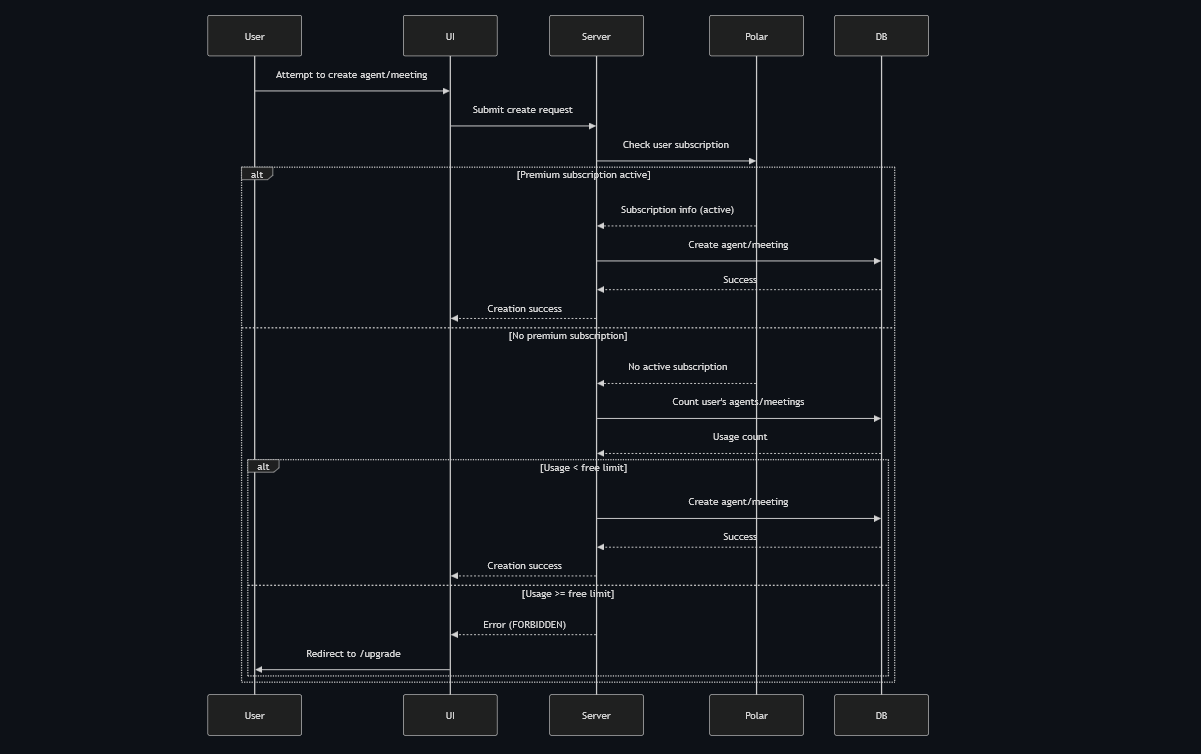 User
UI
Server
Polar
DB
Attempt to create agent/meeting
Submit create request
Check user subscription
alt
[Premium subscription active]
Subscription info (active)
Create agent/meeting
Success
Creation success
[No premium subscription]
No active subscription
Count user's agents/meetings
Usage count
alt
[Usage < free limit]
Create agent/meeting
Success
Creation success
[Usage >= free limit]
Error (FORBIDDEN)
Redirect to /upgrade
User
UI
Server
Polar
DB